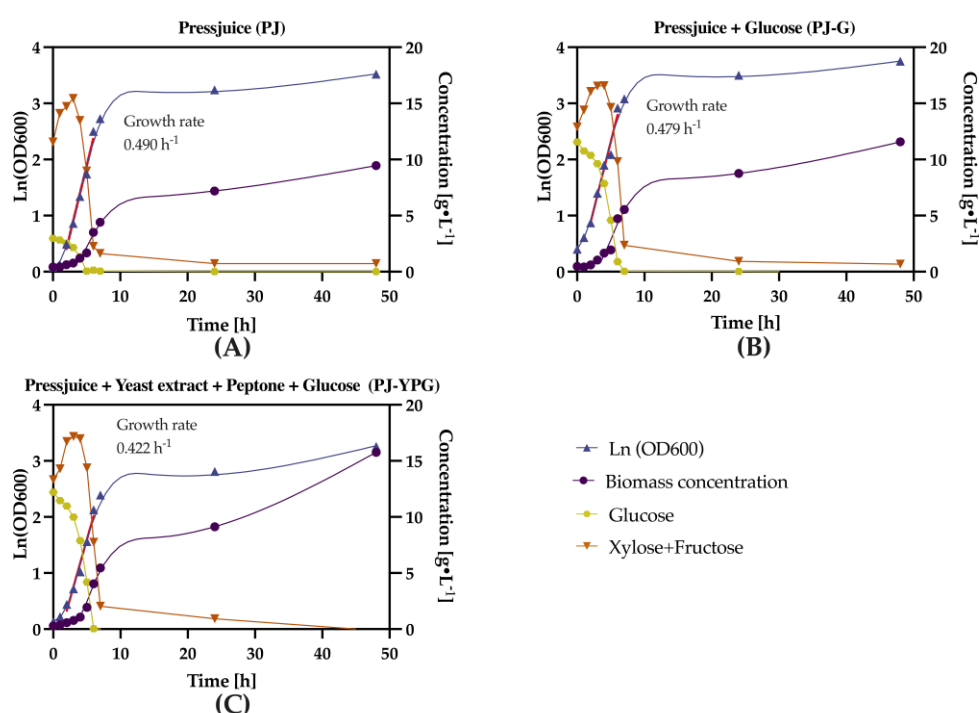 Pressjuice (PJ)
4
3
2
1
0
Ln(OD600)
20
15
10
5
0
Concentration [g•L⁻¹]
Growth rate
0.490 h⁻¹
0 10 20 30 40 50
Time [h]
(A)
Pressjuice + Glucose (PJ-G)
4
3
2
1
0
Ln(OD600)
20
15
10
5
0
Concentration [g•L⁻¹]
Growth rate
0.479 h⁻¹
0 10 20 30 40 50
Time [h]
(B)
Pressjuice + Yeast extract + Peptone + Glucose (PJ-YPG)
4
3
2
1
0
Ln(OD600)
20
15
10
5
0
Concentration [g•L⁻¹]
Growth rate
0.422 h⁻¹
0 10 20 30 40 50
Time [h]
(C)
Ln (OD600)
Biomass concentration
Glucose
Xylose+Fructose